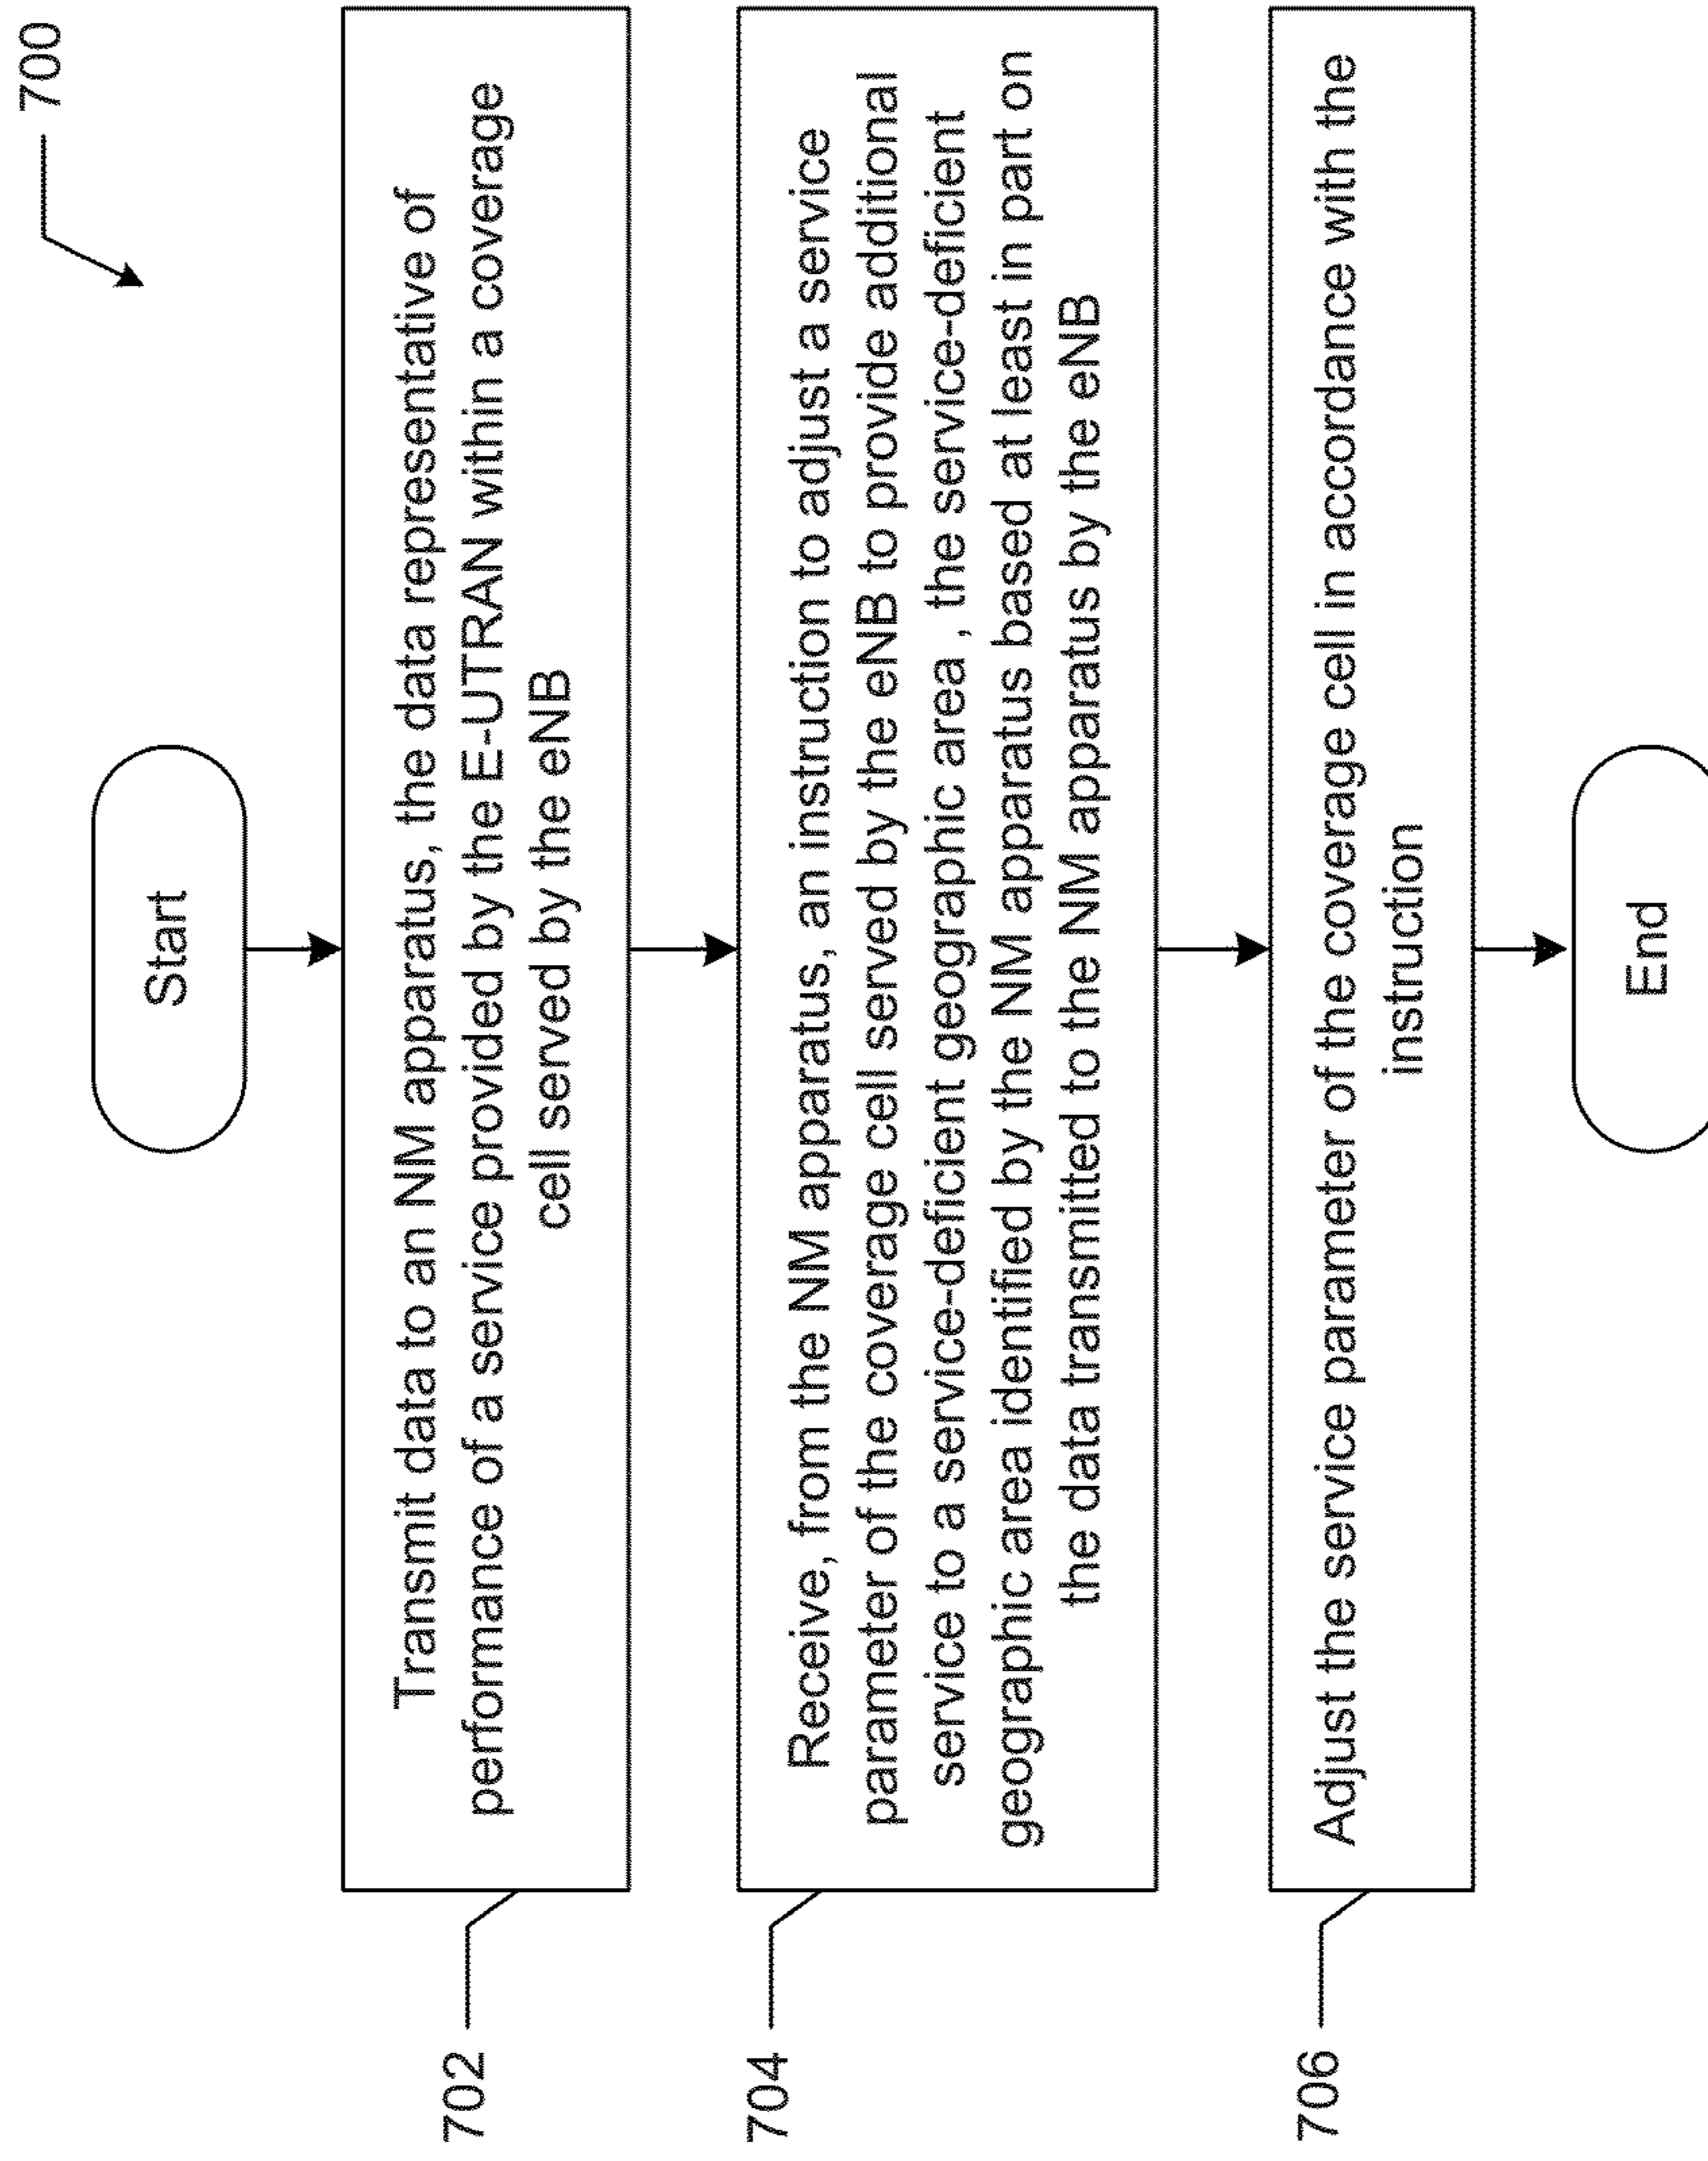 700
Start
702
Transmit data to an NM apparatus, the data representative of
performance of a service provided by the E-UTRAN within a coverage
cell served by the eNB
704
Receive, from the NM apparatus, an instruction to adjust a service
parameter of the coverage cell served by the eNB to provide additional
service to a service-deficient geographic area , the service-deficient
geographic area identified by the NM apparatus based at least in part on
the data transmitted to the NM apparatus by the eNB
706
Adjust the service parameter of the coverage cell in accordance with the
instruction
End